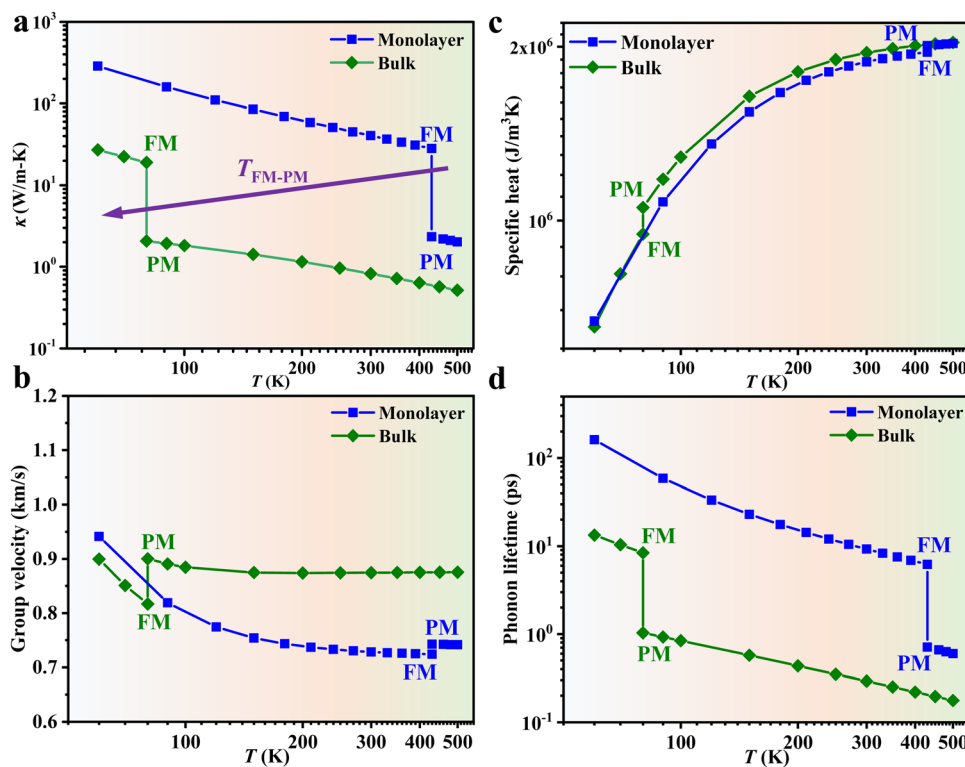 a
10³
10²
10¹
10⁰
10⁻¹
κ (W/m-K)
Monolayer
Bulk
FM
PM
T_FM-PM
FM
PM
100
200
300
400
500
T (K)
c
2×10⁶
10⁶
Specific heat (J/m³K)
Monolayer
Bulk
PM
FM
PM
FM
100
200
300
400
500
T (K)
b
1.2
1.1
1.0
0.9
0.8
0.7
0.6
Group velocity (km/s)
Monolayer
Bulk
PM
FM
PM
FM
100
200
300
400
500
T (K)
d
10²
10¹
10⁰
10⁻¹
Phonon lifetime (ps)
Monolayer
Bulk
FM
PM
FM
PM
100
200
300
400
500
T (K)